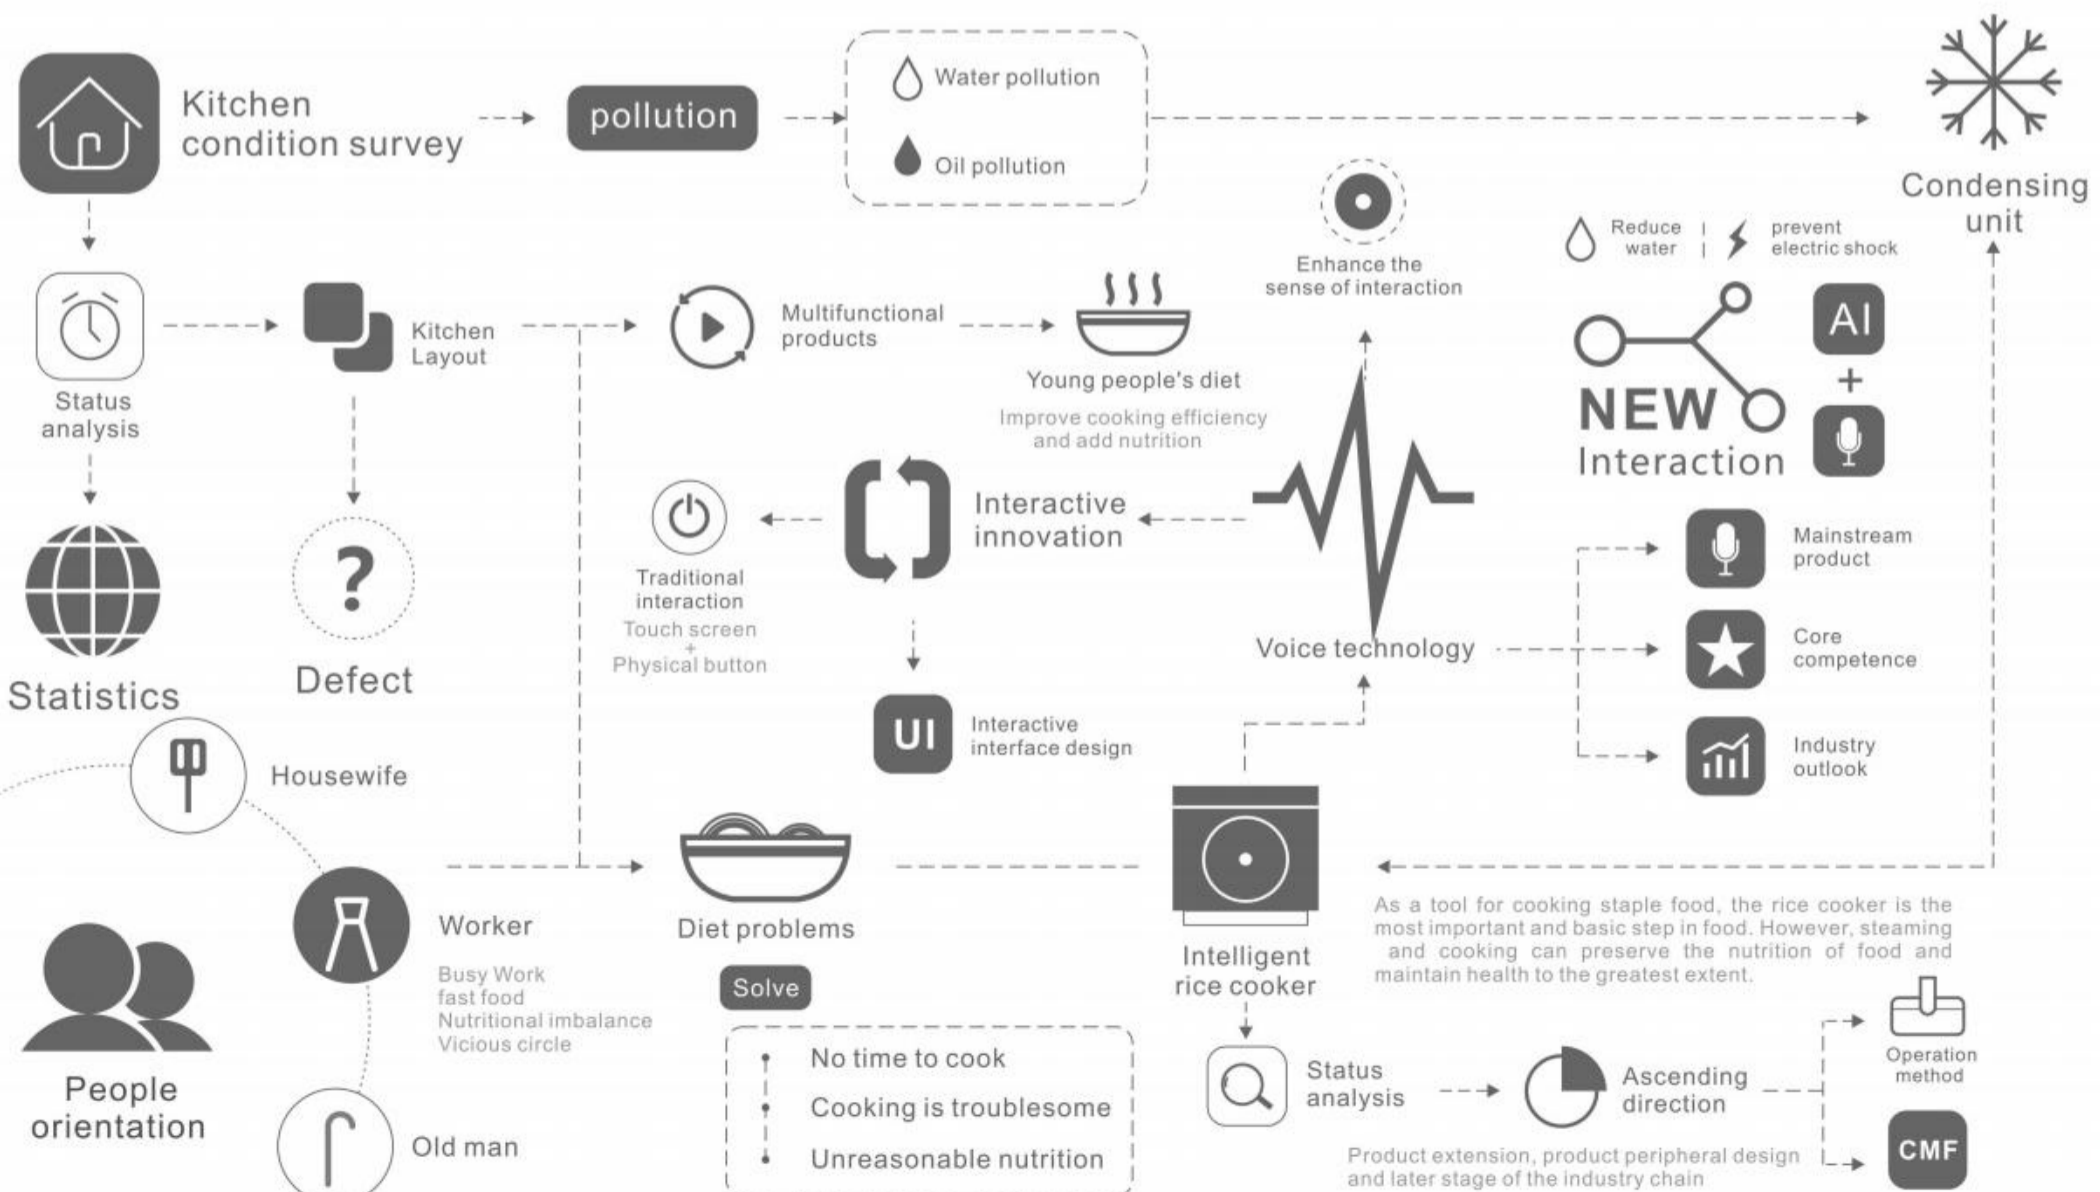 Kitchen
condition survey
pollution
Water pollution
Oil pollution
Condensing
unit
Reduce
water
prevent
electric shock
Enhance the
sense of interaction
Status
analysis
Kitchen
Layout
Multifunctional
products
Young people's diet
Improve cooking efficiency
and add nutrition
AI
+
NEW
Interaction
Statistics
?
Defect
Traditional
interaction
Touch screen
+
Physical button
Interactive
innovation
UI
Interactive
interface design
Voice technology
Mainstream
product
Core
competence
Industry
outlook
Housewife
Worker
Busy Work
fast food
Nutritional imbalance
Vicious circle
Old man
People
orientation
Diet problems
Solve
No time to cook
Cooking is troublesome
Unreasonable nutrition
Intelligent
rice cooker
As a tool for cooking staple food, the rice cooker is the
most important and basic step in food. However, steaming
and cooking can preserve the nutrition of food and
maintain health to the greatest extent.
Status
analysis
Ascending
direction
Product extension, product peripheral design
and later stage of the industry chain
Operation
method
CMF